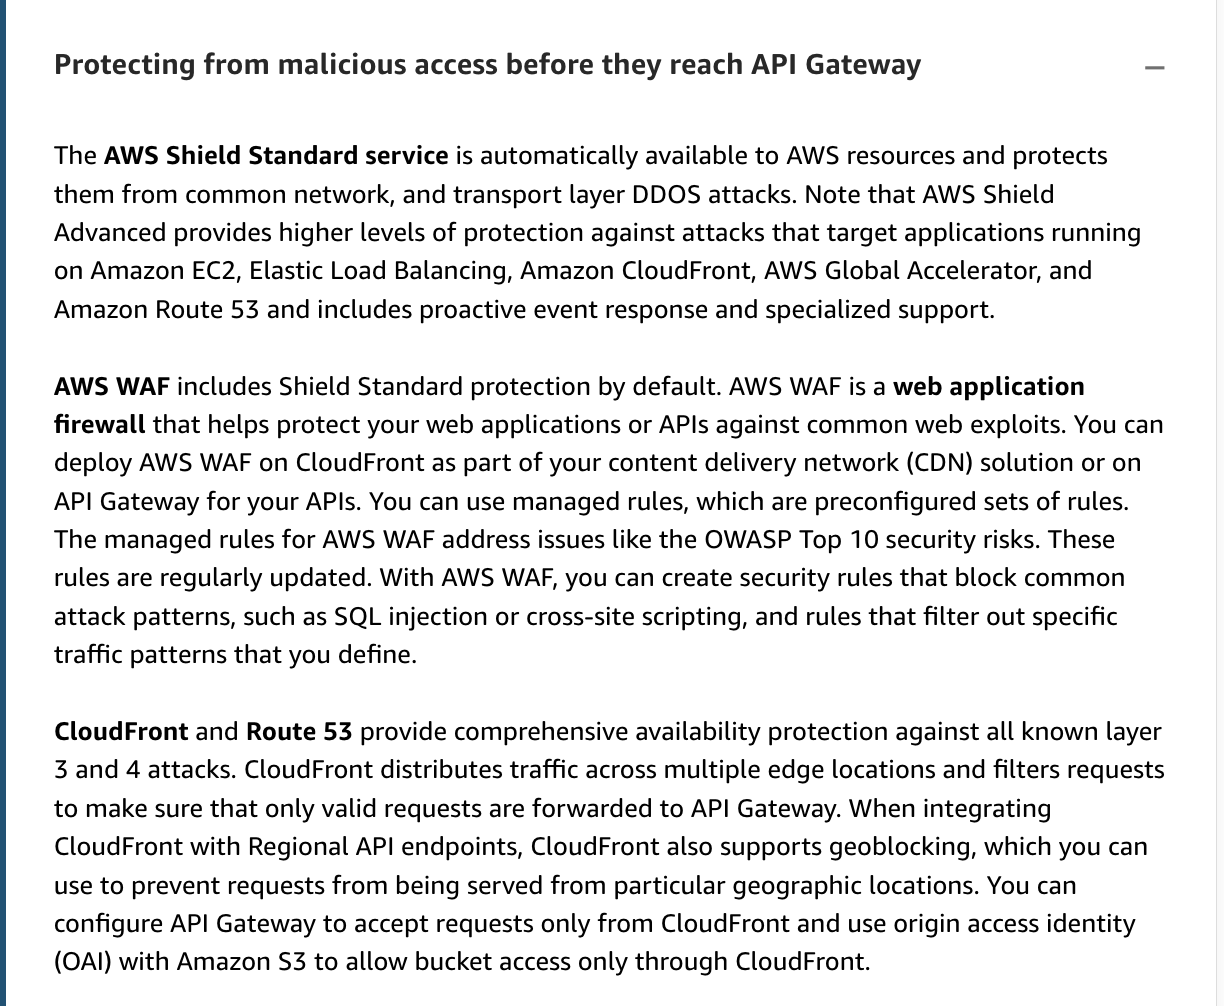 Protecting from malicious access before they reach API Gateway
The AWS Shield Standard service is automatically available to AWS resources and protects
them from common network, and transport layer DDOS attacks. Note that AWS Shield
Advanced provides higher levels of protection against attacks that target applications running
on Amazon EC2, Elastic Load Balancing, Amazon CloudFront, AWS Global Accelerator, and
Amazon Route 53 and includes proactive event response and specialized support.
AWS WAF includes Shield Standard protection by default. AWS WAF is a web application
firewall that helps protect your web applications or APIs against common web exploits. You can
deploy AWS WAF on CloudFront as part of your content delivery network (CDN) solution or on
API Gateway for your APIs. You can use managed rules, which are preconfigured sets of rules.
The managed rules for AWS WAF address issues like the OWASP Top 10 security risks. These
rules are regularly updated. With AWS WAF, you can create security rules that block common
attack patterns, such as SQL injection or cross-site scripting, and rules that filter out specific
traffic patterns that you define.
CloudFront and Route 53 provide comprehensive availability protection against all known layer
3 and 4 attacks. CloudFront distributes traffic across multiple edge locations and filters requests
to make sure that only valid requests are forwarded to API Gateway. When integrating
CloudFront with Regional API endpoints, CloudFront also supports geoblocking, which you can
use to prevent requests from being served from particular geographic locations. You can
configure API Gateway to accept requests only from CloudFront and use origin access identity
(OAI) with Amazon S3 to allow bucket access only through CloudFront.